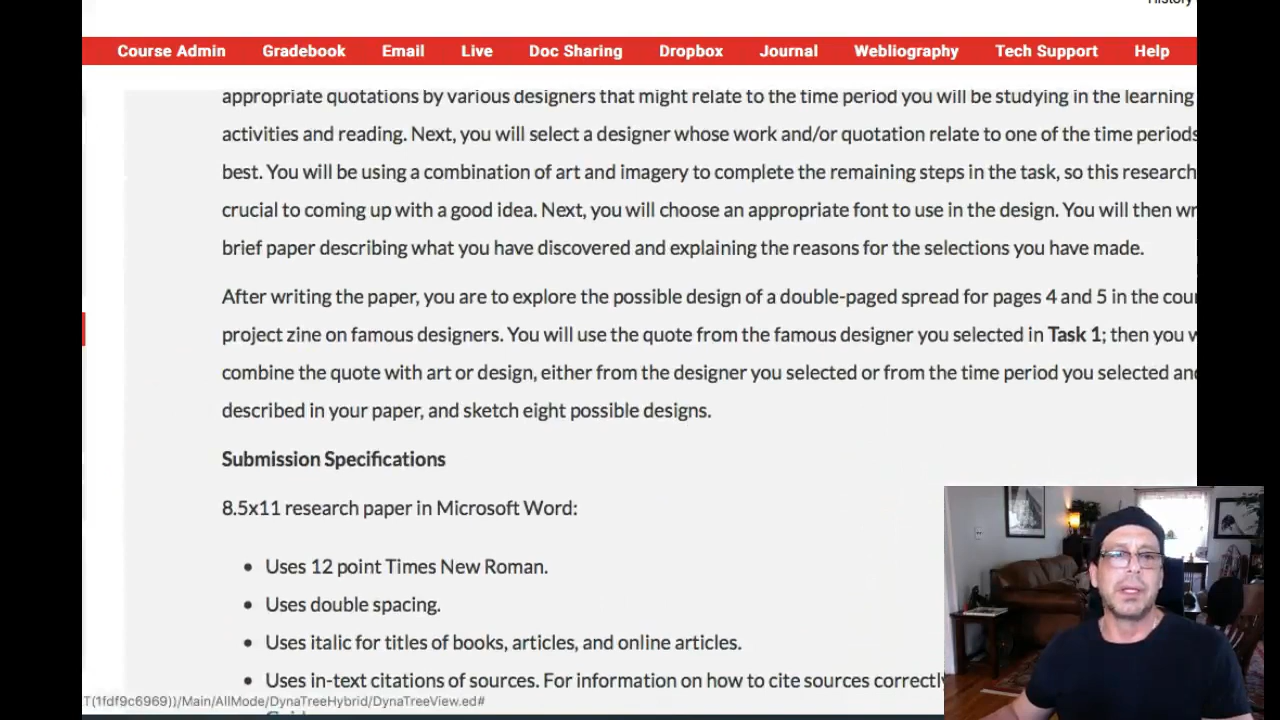 History
Course Admin Gradebook Email Live Doc Sharing Dropbox Journal Webliography Tech Support Help
appropriate quotations by various designers that might relate to the time period you will be studying in the learning
activities and reading. Next, you will select a designer whose work and/or quotation relate to one of the time periods
best. You will be using a combination of art and imagery to complete the remaining steps in the task, so this research
crucial to coming up with a good idea. Next, you will choose an appropriate font to use in the design. You will then wr
brief paper describing what you have discovered and explaining the reasons for the selections you have made.
After writing the paper, you are to explore the possible design of a double-paged spread for pages 4 and 5 in the cour
project zine on famous designers. You will use the quote from the famous designer you selected in Task 1; then you w
combine the quote with art or design, either from the designer you selected or from the time period you selected and
described in your paper, and sketch eight possible designs.
Submission Specifications
8.5x11 research paper in Microsoft Word:
• Uses 12 point Times New Roman.
• Uses double spacing.
• Uses italic for titles of books, articles, and online articles.
• Uses in-text citations of sources. For information on how to cite sources correctly
T(1fdf9c6969))/Main/AllMode/DynaTreeHybrid/DynaTreeView.ed#